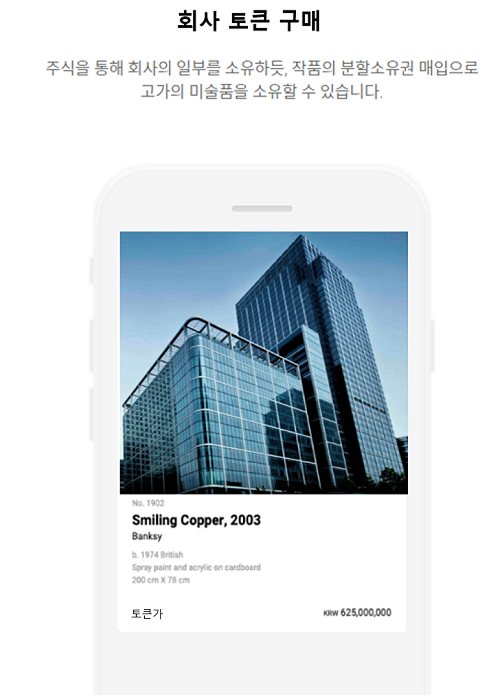 회사 토큰 구매
주식을 통해 회사의 일부를 소유하듯, 작품의 분할소유권 매입으로
고가의 미술품을 소유할 수 있습니다.
No. 1902
Smiling Copper, 2003
Banksy
b. 1974 British
Spray paint and acrylic on cardboard
200 cm X 78 cm
토큰가 KRW 625,000,000